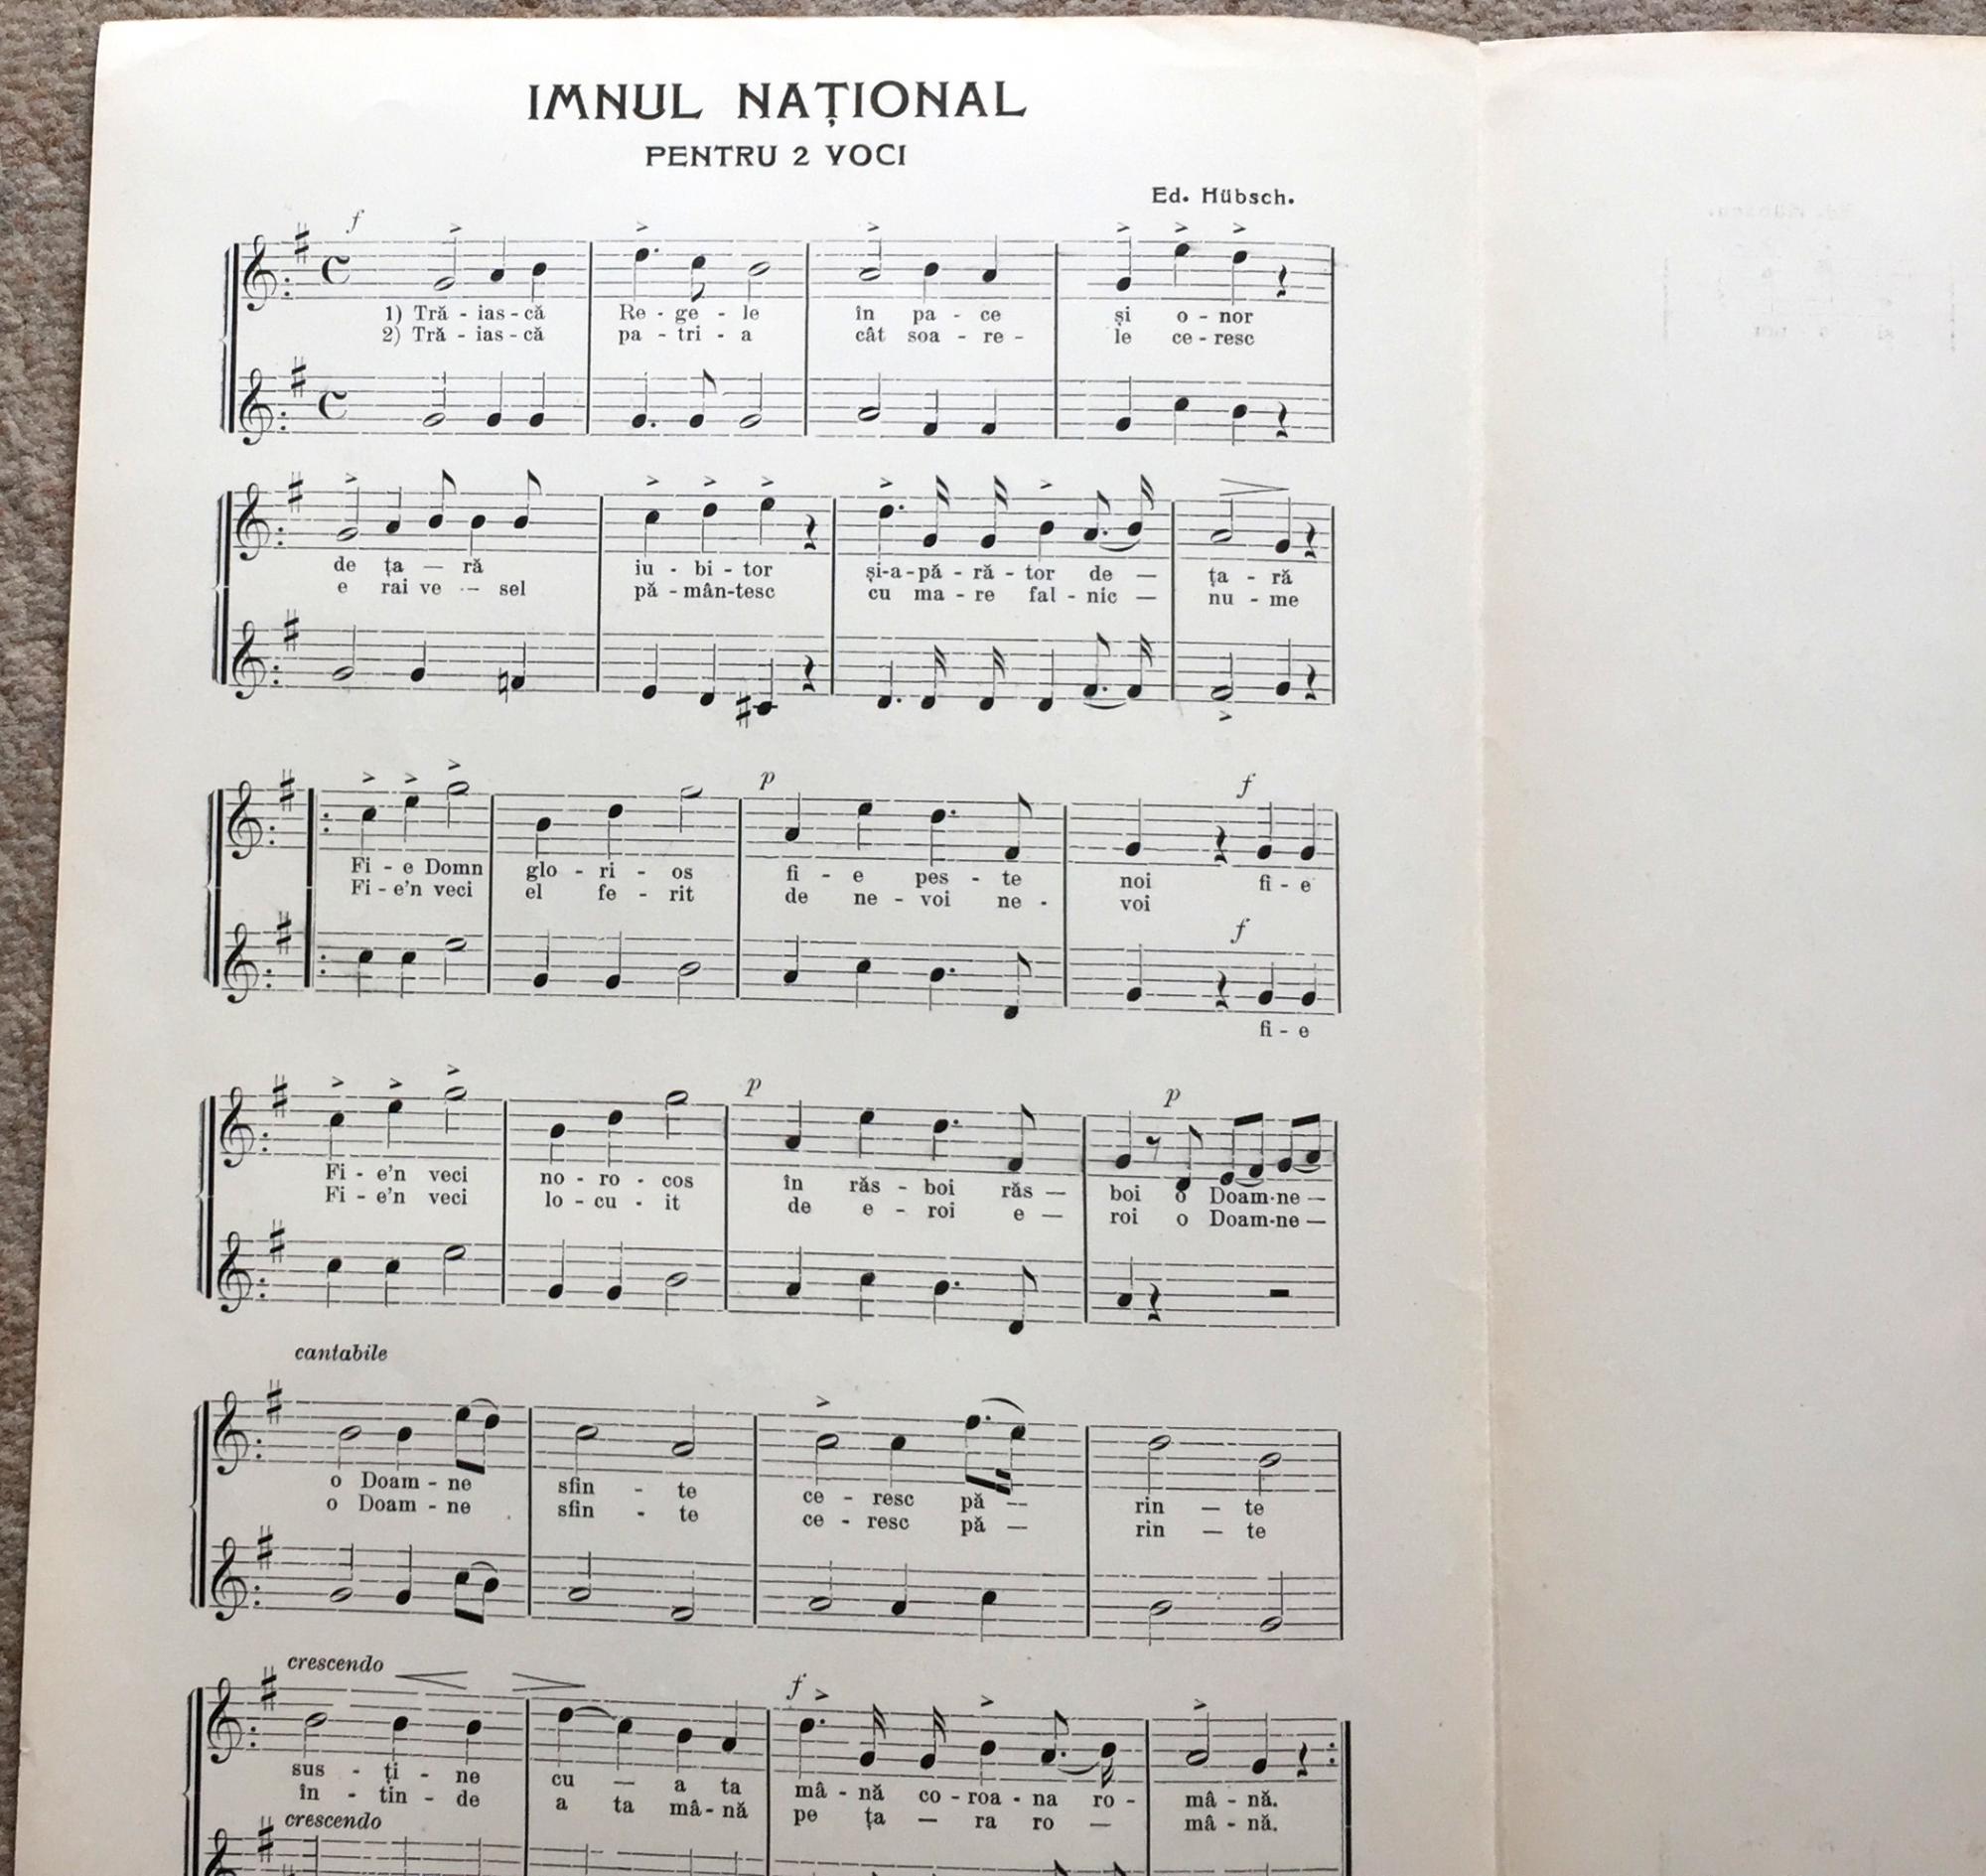 IMNUL NAȚIONAL
PENTRU 2 VOCI
Ed. Hübsch.
f
1) Tră - ias - că Re - ge - le în pa - ce și o - nor
2) Tră - ias - că pa - tri - a cât soa - re - le ce - resc
de ța — ră iu - bi - tor și-a - pă - ră - tor de — ța - ră
e rai ve — sel pă - mân-tesc cu ma - re fal - nic — nu - me
p f
Fi - e Domn glo - ri - os fi - e pes - te noi fi - e
Fi - e'n veci el fe - rit de ne - voi ne - voi
f
fi - e
p p
Fi - e'n veci no - ro - cos în răs - boi răs — boi o Doam-ne —
Fi - e'n veci lo - cu - it de e - roi e — roi o Doam-ne —
cantabile
o Doam - ne sfin - te ce - resc pă — rin — te
o Doam - ne sfin - te ce - resc pă — rin — te
crescendo f
sus - ți - ne cu — a ta mâ - nă co - roa - na ro - mâ - nă.
în - tin - de a ta mâ - nă pe ța — ra ro — mâ - nă.
crescendo